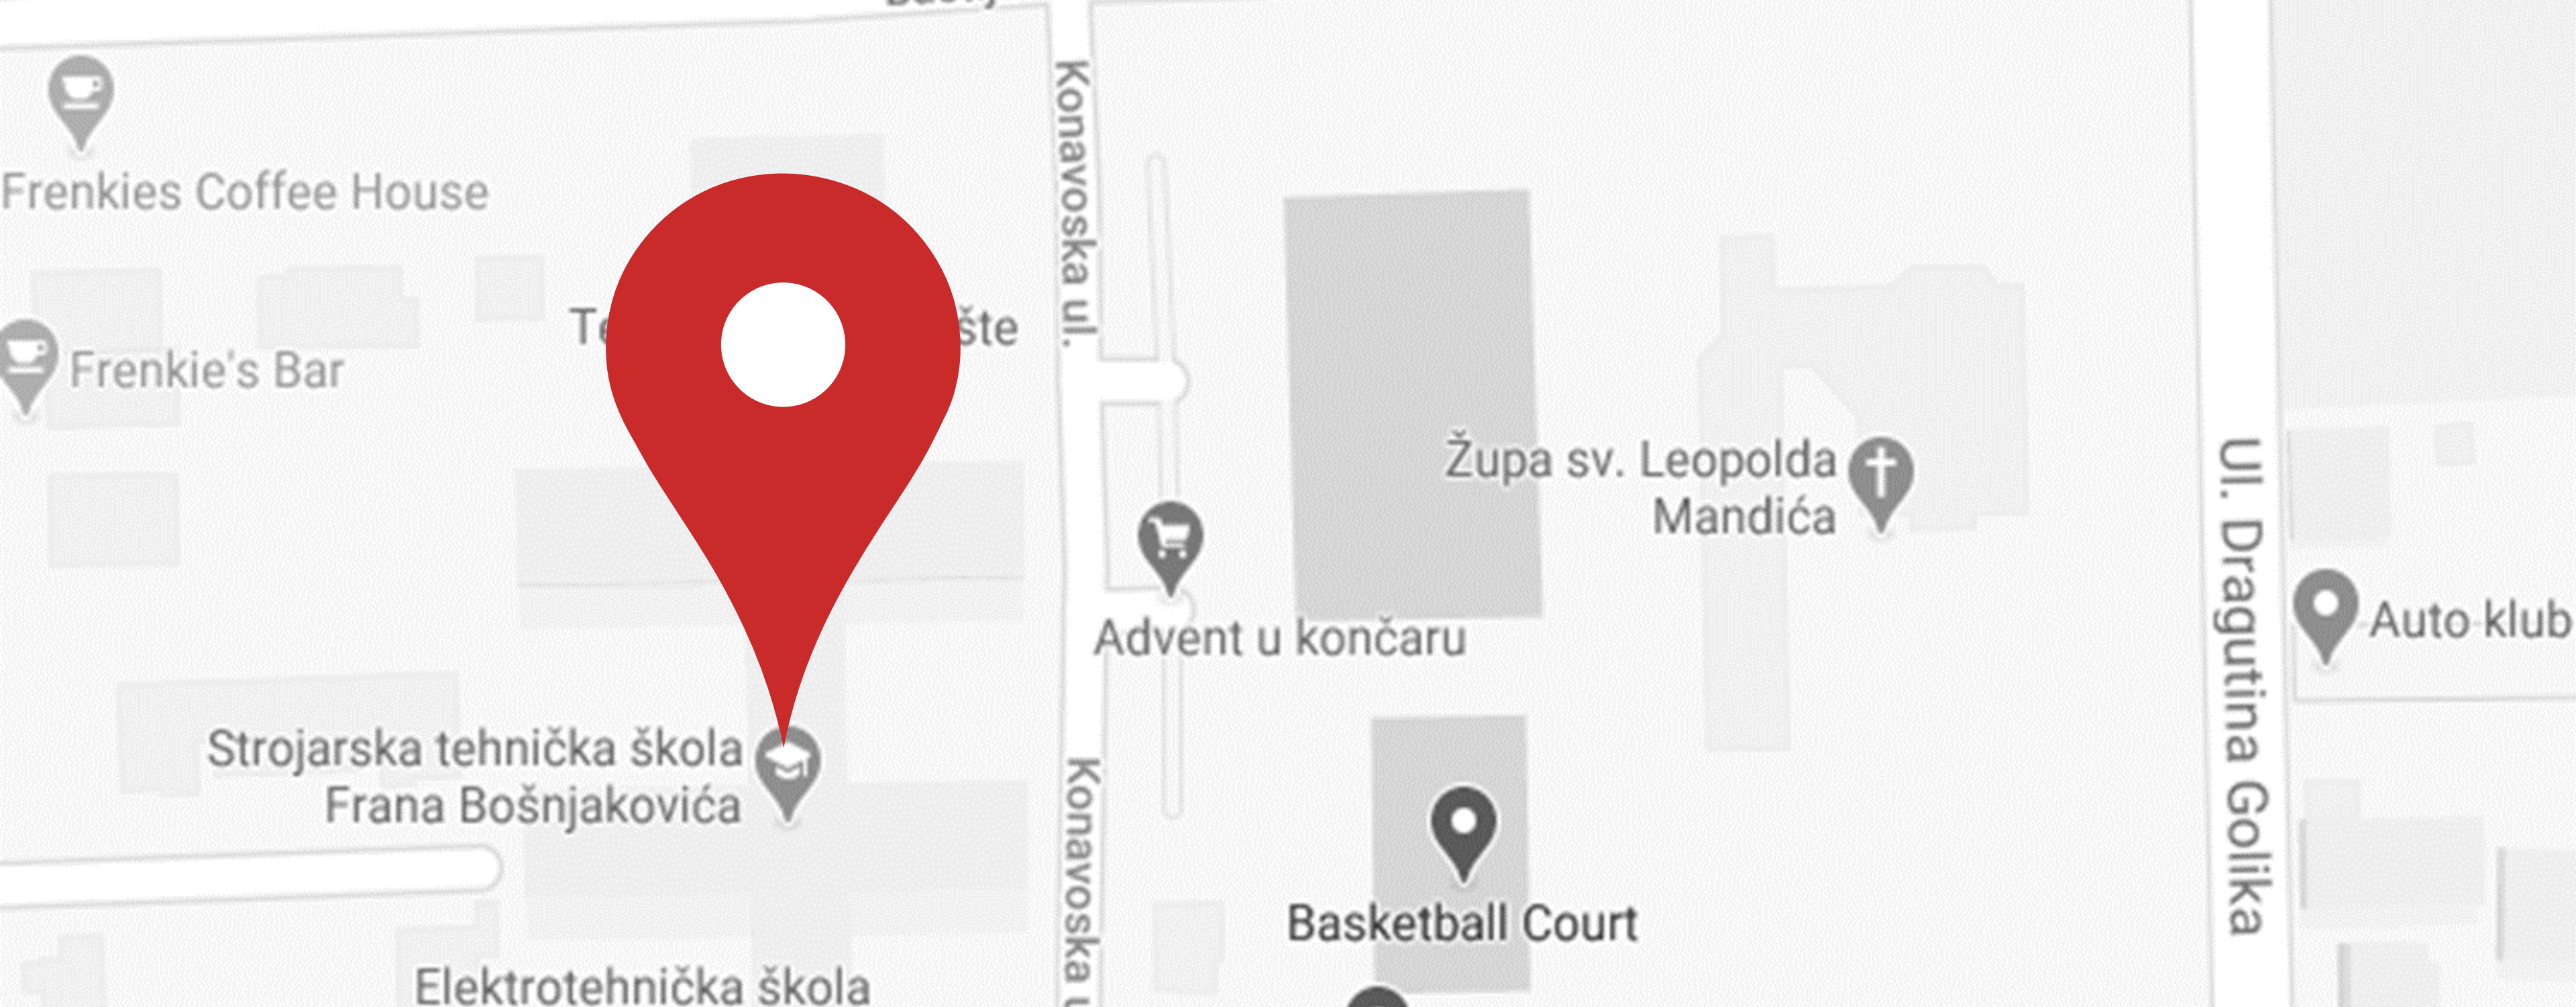 Konavoska ul.
Frenkies Coffee House
šte
Frenkie's Bar
Župa sv. Leopolda
Mandića
Ul. Dragutina Golika
Auto klub
Advent u končaru
Strojarska tehnička škola
Frana Bošnjakovića
Konavoska u
Basketball Court
Elektrotehnička škola